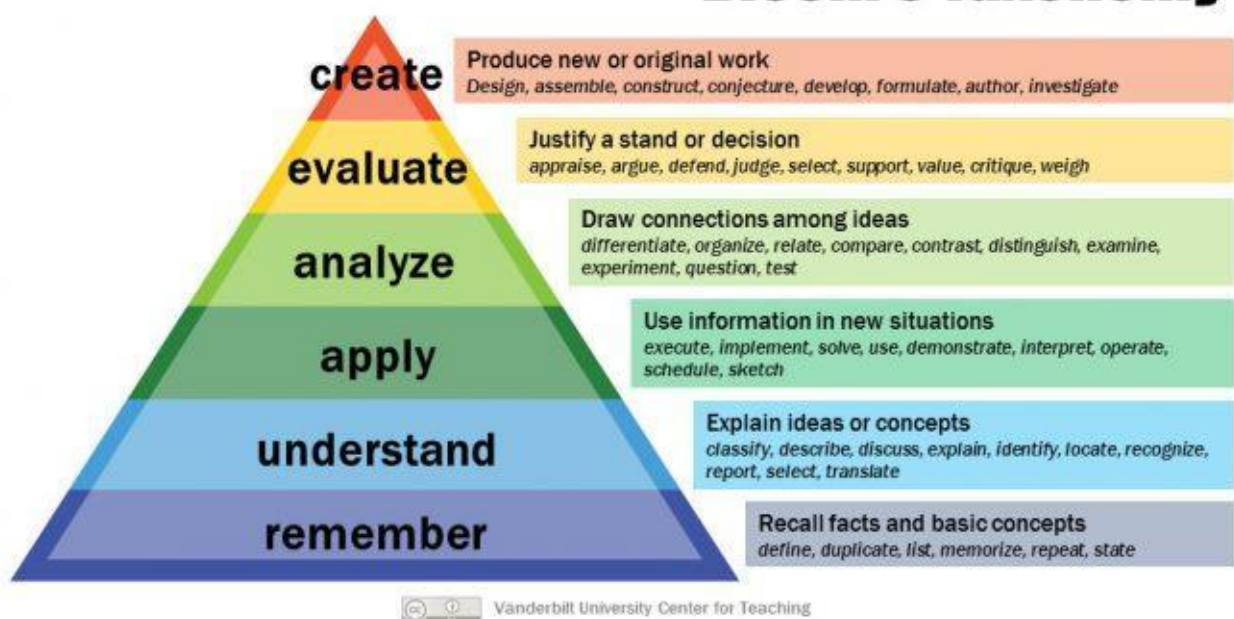 create
Produce new or original work
Design, assemble, construct, conjecture, develop, formulate, author, investigate
evaluate
Justify a stand or decision
appraise, argue, defend, judge, select, support, value, critique, weigh
analyze
Draw connections among ideas
differentiate, organize, relate, compare, contrast, distinguish, examine,
experiment, question, test
apply
Use information in new situations
execute, implement, solve, use, demonstrate, interpret, operate,
schedule, sketch
understand
Explain ideas or concepts
classify, describe, discuss, explain, identify, locate, recognize,
report, select, translate
remember
Recall facts and basic concepts
define, duplicate, list, memorize, repeat, state
cc
Vanderbilt University Center for Teaching